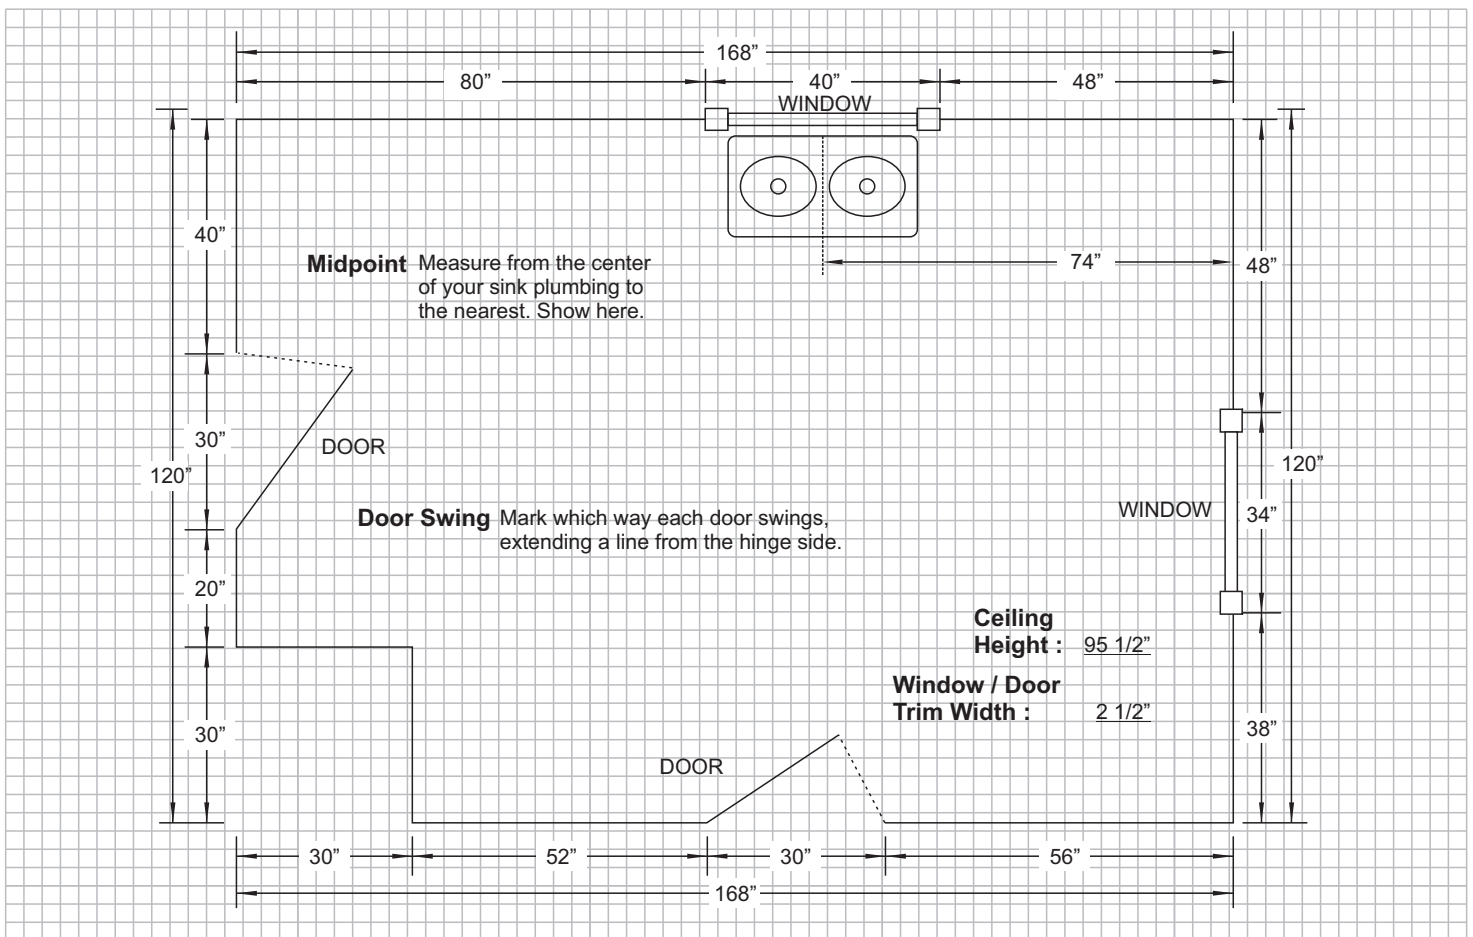 168”
80”
40”
48”
WINDOW
40”
Midpoint Measure from the center
of your sink plumbing to
the nearest. Show here.
74”
48”
30”
DOOR
120”
120”
Door Swing Mark which way each door swings,
extending a line from the hinge side.
WINDOW
34”
20”
Ceiling
Height : 95 1/2”
Window / Door
Trim Width : 2 1/2”
30”
38”
DOOR
30”
52”
30”
56”
168”